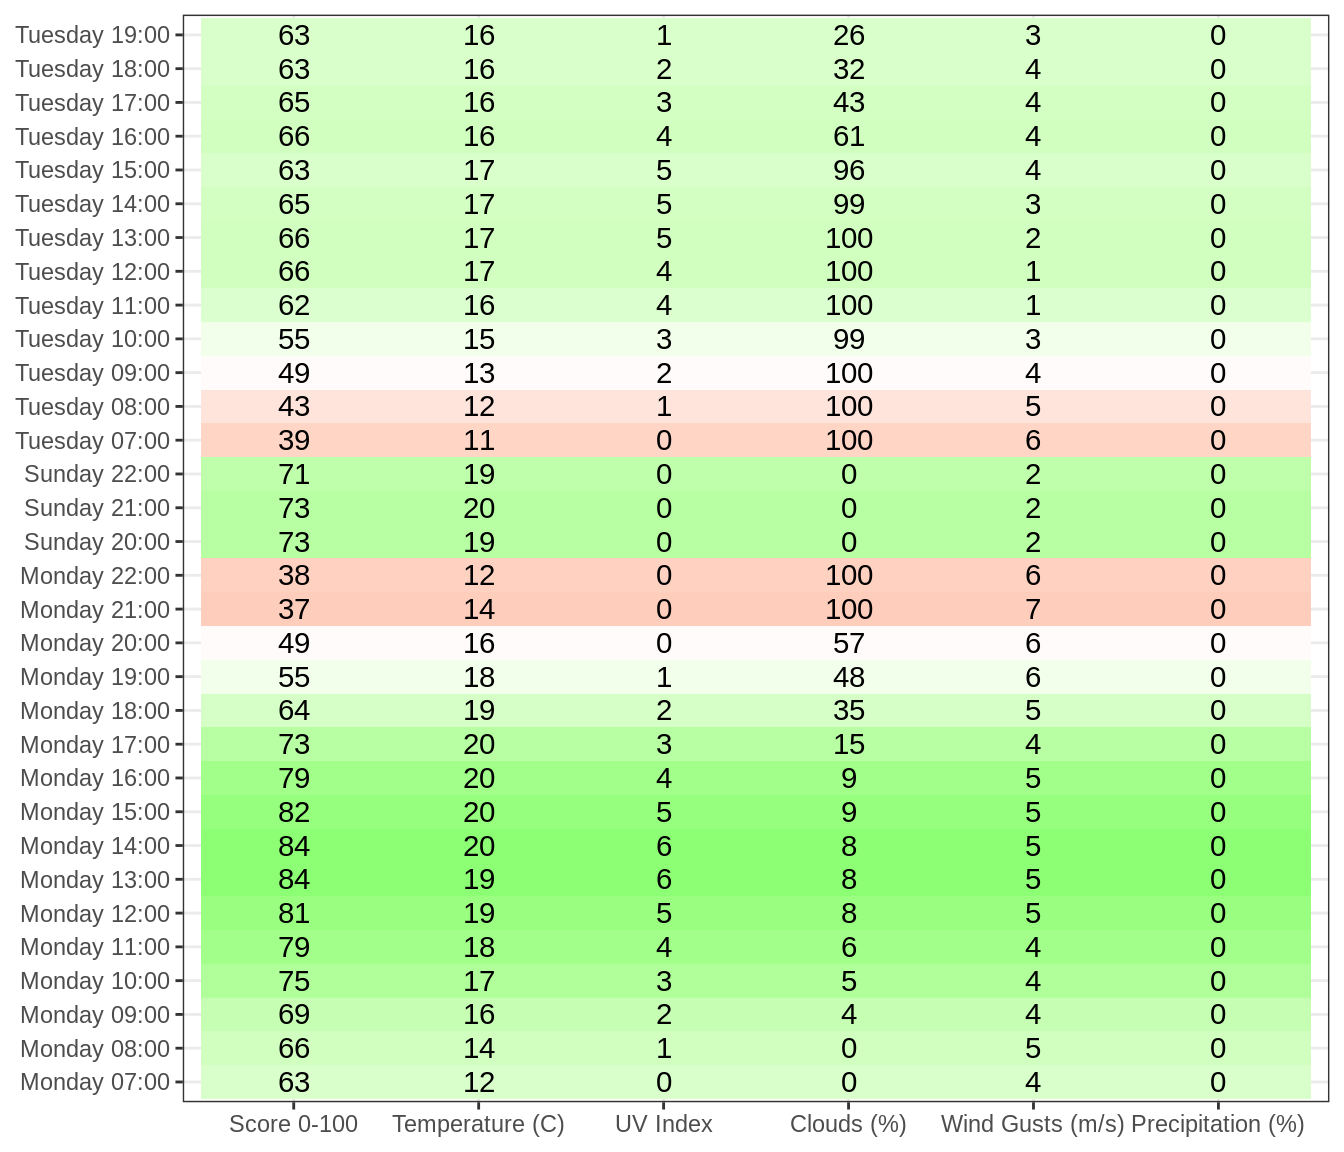 Tuesday 19:00 63 16 1 26 3 0
Tuesday 18:00 63 16 2 32 4 0
Tuesday 17:00 65 16 3 43 4 0
Tuesday 16:00 66 16 4 61 4 0
Tuesday 15:00 63 17 5 96 4 0
Tuesday 14:00 65 17 5 99 3 0
Tuesday 13:00 66 17 5 100 2 0
Tuesday 12:00 66 17 4 100 1 0
Tuesday 11:00 62 16 4 100 1 0
Tuesday 10:00 55 15 3 99 3 0
Tuesday 09:00 49 13 2 100 4 0
Tuesday 08:00 43 12 1 100 5 0
Tuesday 07:00 39 11 0 100 6 0
Sunday 22:00 71 19 0 0 2 0
Sunday 21:00 73 20 0 0 2 0
Sunday 20:00 73 19 0 0 2 0
Monday 22:00 38 12 0 100 6 0
Monday 21:00 37 14 0 100 7 0
Monday 20:00 49 16 0 57 6 0
Monday 19:00 55 18 1 48 6 0
Monday 18:00 64 19 2 35 5 0
Monday 17:00 73 20 3 15 4 0
Monday 16:00 79 20 4 9 5 0
Monday 15:00 82 20 5 9 5 0
Monday 14:00 84 20 6 8 5 0
Monday 13:00 84 19 6 8 5 0
Monday 12:00 81 19 5 8 5 0
Monday 11:00 79 18 4 6 4 0
Monday 10:00 75 17 3 5 4 0
Monday 09:00 69 16 2 4 4 0
Monday 08:00 66 14 1 0 5 0
Monday 07:00 63 12 0 0 4 0
Score 0-100 Temperature (C) UV Index Clouds (%) Wind Gusts (m/s) Precipitation (%)